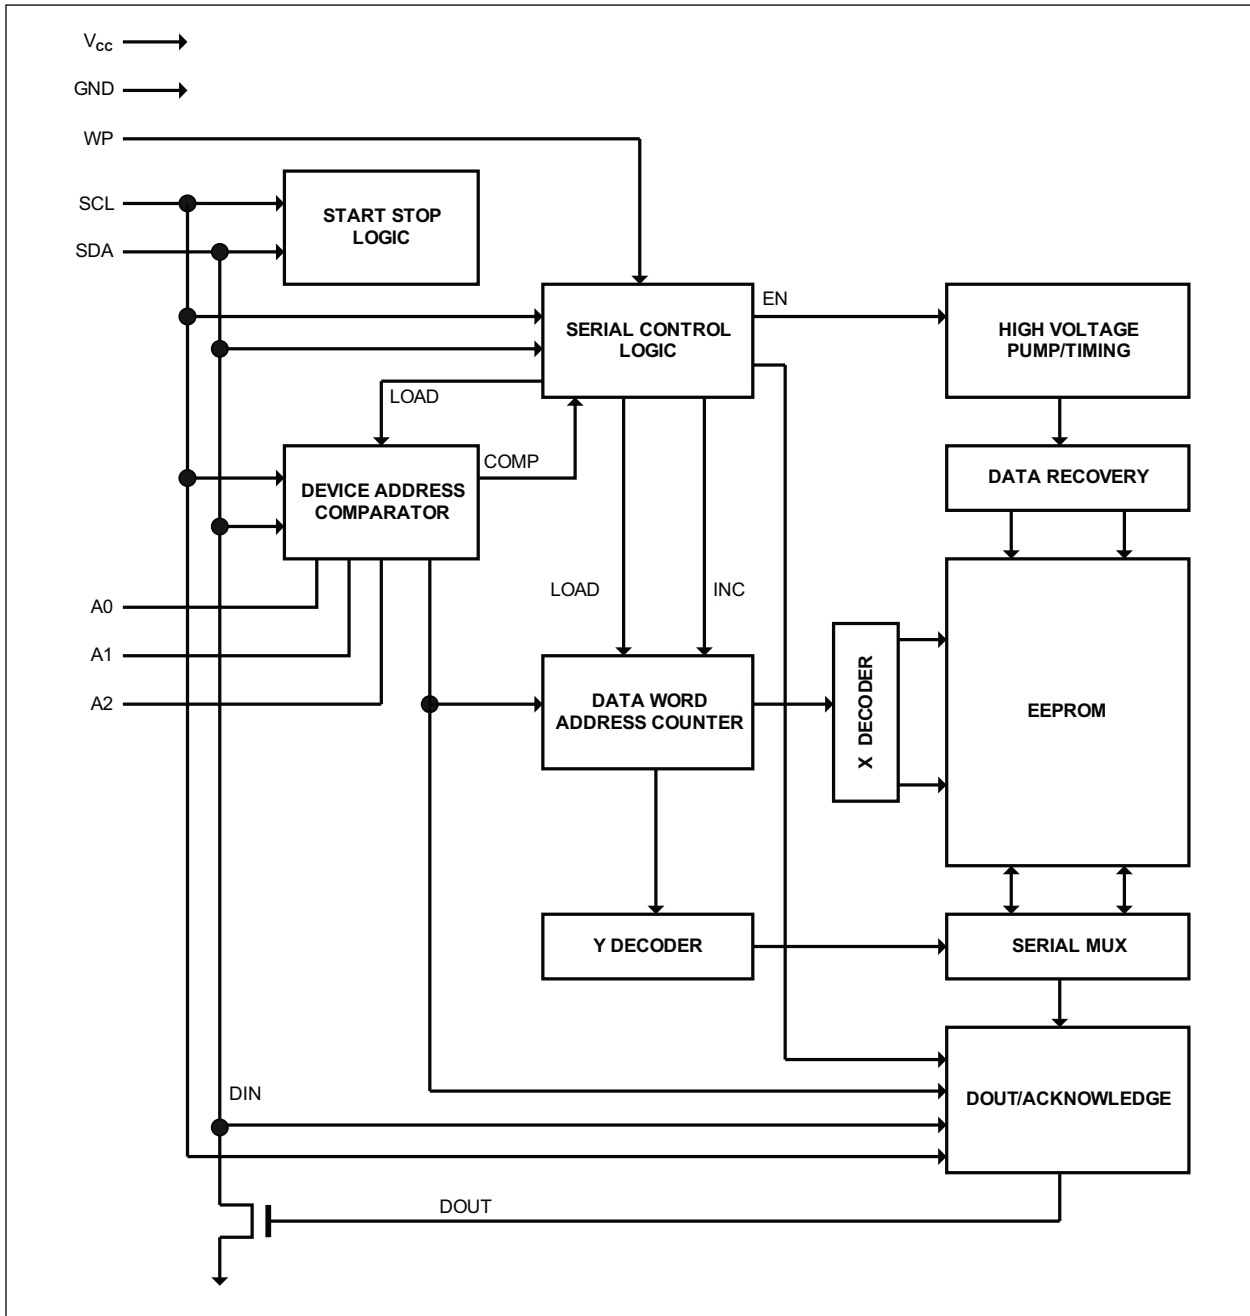 VCC
GND
WP
SCL
SDA
START STOP
LOGIC
SERIAL CONTROL
LOGIC
EN
HIGH VOLTAGE
PUMP/TIMING
LOAD
COMP
DEVICE ADDRESS
COMPARATOR
DATA RECOVERY
A0
A1
A2
LOAD
INC
DATA WORD
ADDRESS COUNTER
X DECODER
EEPROM
Y DECODER
SERIAL MUX
DIN
DOUT/ACKNOWLEDGE
DOUT